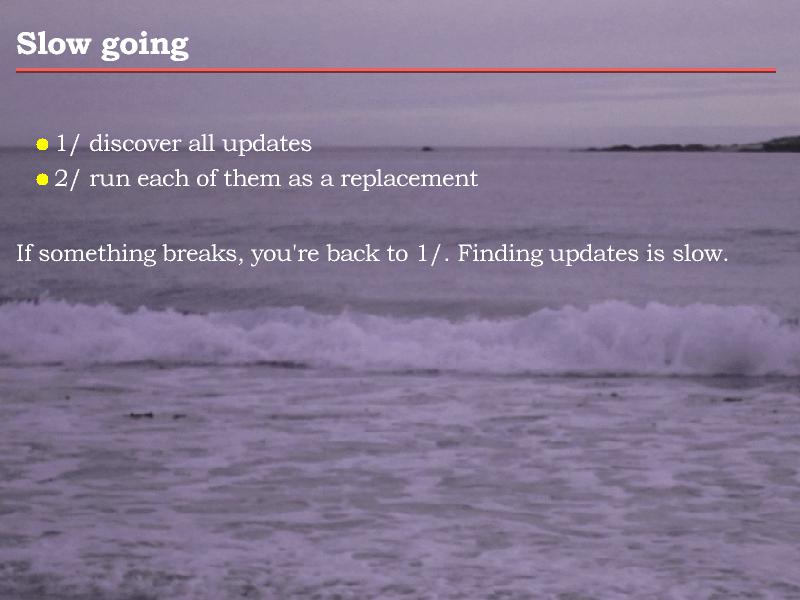 Slow going
1/ discover all updates
2/ run each of them as a replacement
If something breaks, you're back to 1/. Finding updates is slow.